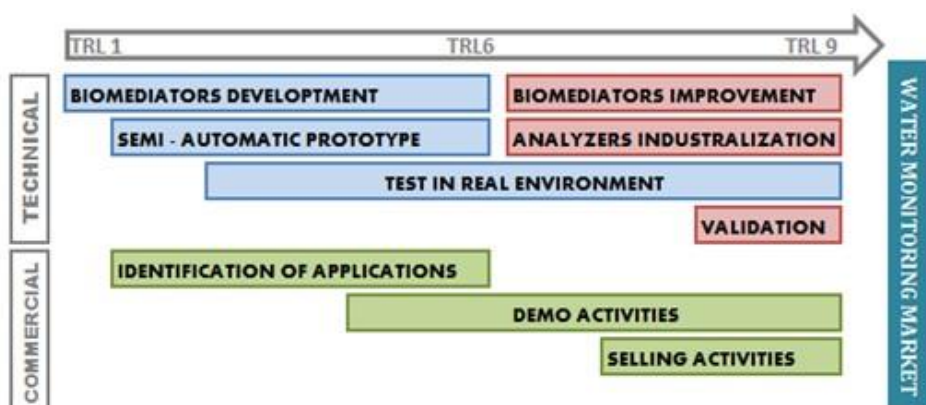 TRL 1 TRL6 TRL 9
TECHNICAL
BIOMEDIATORS DEVELOPTMENT BIOMEDIATORS IMPROVEMENT
SEMI - AUTOMATIC PROTOTYPE ANALYZERS INDUSTRALIZATION
TEST IN REAL ENVIRONMENT
VALIDATION
COMMERCIAL
IDENTIFICATION OF APPLICATIONS
DEMO ACTIVITIES
SELLING ACTIVITIES
WATER MONITORING MARKET